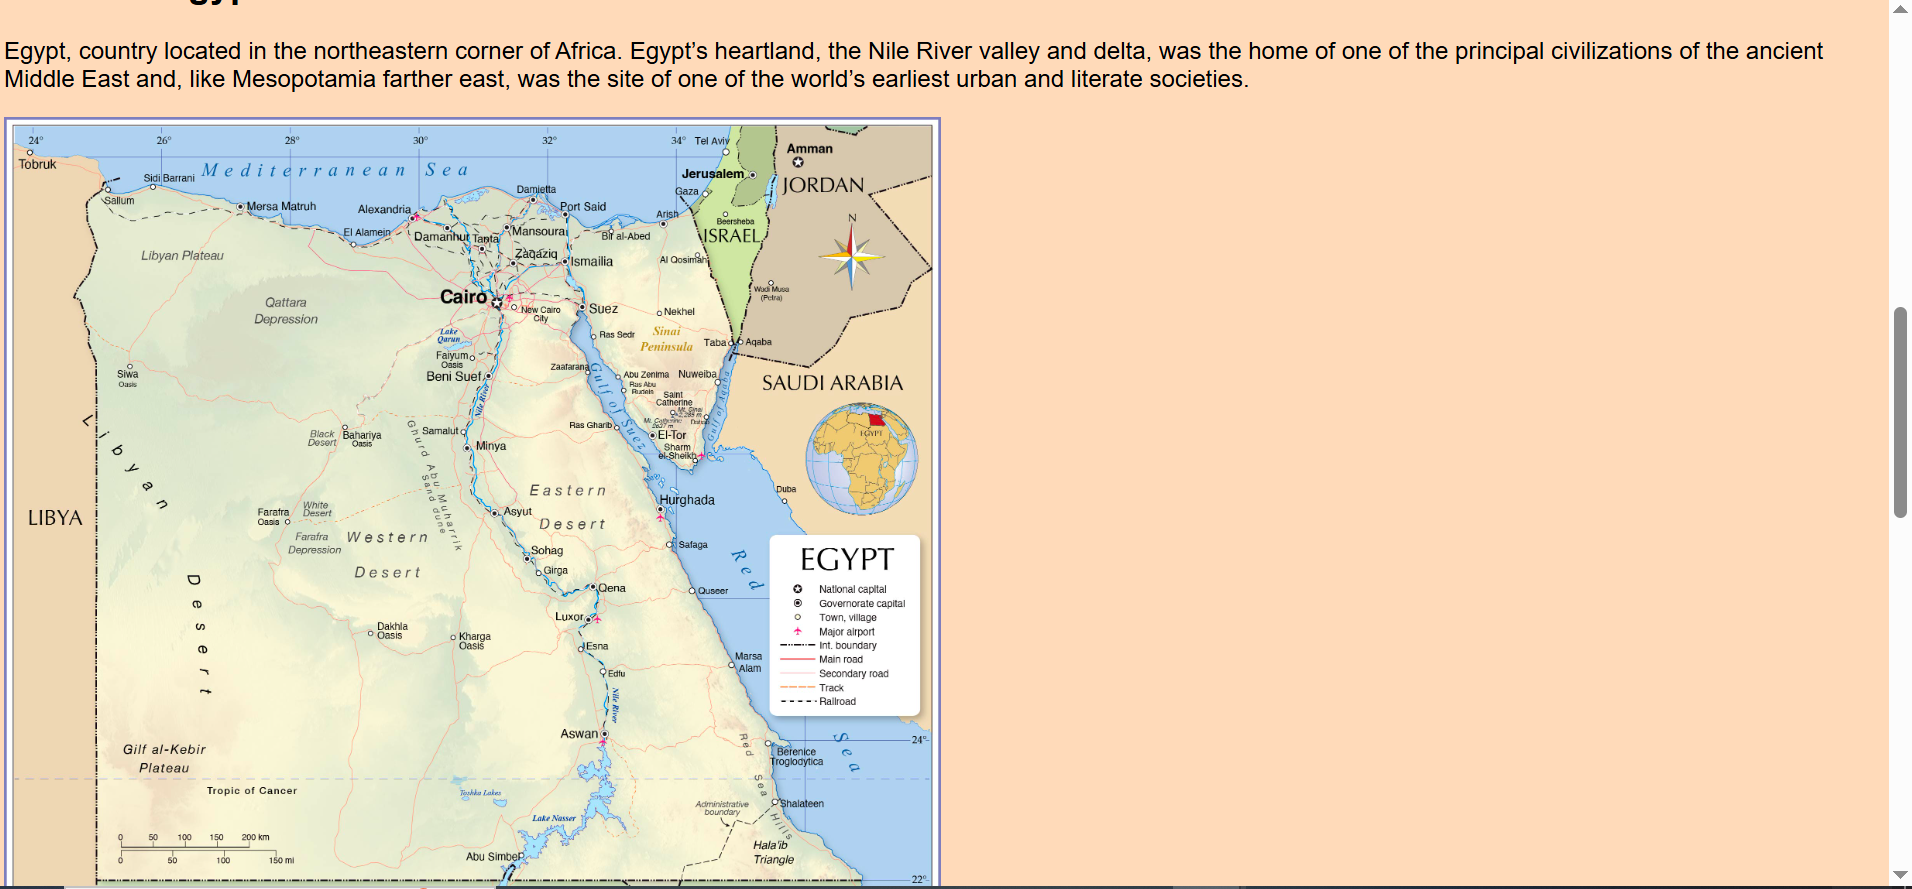 Egypt, country located in the northeastern corner of Africa. Egypt’s heartland, the Nile River valley and delta, was the home of one of the principal civilizations of the ancient
Middle East and, like Mesopotamia farther east, was the site of one of the world’s earliest urban and literate societies.
24°
26°
28°
30°
32°
34°
Tel Aviv
Amman
Tobruk
Mediterranean Sea
Sidi Barrani
Jerusalem
JORDAN
Sallum
Mersa Matruh
Alexandria
Damietta
Port Said
Gaza
Arish
Beersheba
N
El Alamein
Damanhur
Tanta
Mansoura
Bir al-Abed
ISRAEL
Libyan Plateau
Zaqaziq
Ismailia
Al Qosimah
Wadi Musa
(Petra)
Qattara
Depression
Cairo
New Cairo
City
Suez
Nekhel
Lake
Qarun
Ras Sedr
Sinai
Peninsula
Taba
Aqaba
Faiyum
Oasis
Beni Suef
Zaafarana
Abu Zenima
Nuweiba
Siwa
Oasis
Ras Abu
Rudeis
SAUDI ARABIA
Nile River
Gulf of Suez
Gulf of Aqaba
Saint
Catherine
Mt. Sinai
2,285 m
Mt. Catherine
2637 m
Dahab
Libyan
Desert
Black
Desert
Bahariya
Oasis
Samalut
Minya
Ghurd Abu Muharrik
Sand dune
Ras Gharib
El-Tor
Sharm
el-Sheikh
EGYPT
Eastern
Desert
Hurghada
Duba
LIBYA
Farafra
Oasis
White
Desert
Asyut
Farafra
Depression
Western
Desert
Sohag
Girga
Safaga
Red
Sea
Qena
Quseer
Luxor
Dakhla
Oasis
Kharga
Oasis
Esna
Edfu
Marsa
Alam
Nile River
Aswan
EGYPT
National capital
Governorate capital
Town, village
Major airport
Int. boundary
Main road
Secondary road
Track
Railroad
24°
Gilf al-Kebir
Plateau
Berenice
Troglodytica
Red Sea Hills
Tropic of Cancer
Toshka Lakes
Lake Nasser
Administrative
boundary
Shalateen
0 50 100 150 200 km
0 50 100 150 mi
Abu Simbel
Hala'ib
Triangle
22°